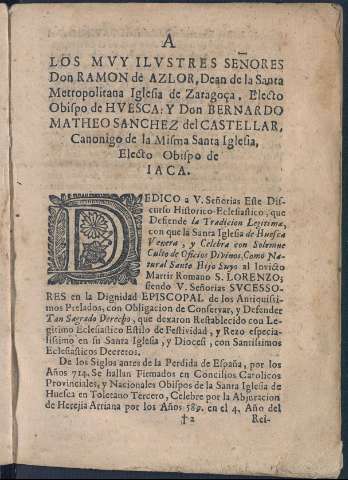 A
LOS MVY ILVSTRES SEÑORES
Don RAMON de AZLOR, Dean de la Santa
Metropolitana Iglesia de Zaragoça, Electo
Obispo de HVESCA: Y Don BERNARDO
MATHEO SANCHEZ del CASTELLAR,
Canonigo de la Misma Santa Iglesia,
Electo Obispo de
IACA.
DEDICO a V. Señorias Este Dis-
curso Historico-Eclesiastico, que
Defiende la Tradicion Legitima,
con que la Santa Iglesia de Huesca
Venera, y Celebra con Solemne
Culto de Oficios Divinos, Como Na-
tural Santo Hijo Suyo al Invicto
Martir Romano S. LORENZO;
siendo V. Señorias SVCESSO-
RES en la Dignidad EPISCOPAL de los Antiquissi-
mos Prelados, con Obligacion de Conservar, y Defender
Tan Sagrado Derecho, que dexaron Restablecido con Le-
gitimo Eclesiastico Estilo de Festividad, y Rezo especia-
lissimo en su Santa Iglesia, y Diocesi, con Santissimos
Eclesiasticos Decretos.
De los Siglos antes de la Perdida de España, por los
Años 714. Se hallan Firmados en Concilios Catolicos
Provinciales, y Nacionales Obispos de la Santa Iglesia de
Huesca en Toletano Tercero, Celebre por la Abjuracion
de Heregia Arriana por los Años 589. en el 4. Año del
†2
Rei-